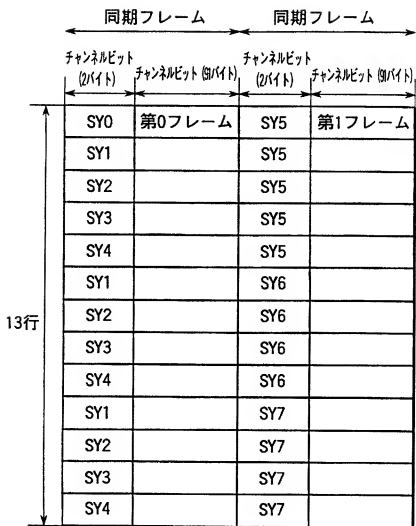 同期フレーム 同期フレーム
チャンネルビット チャンネルビット
(2バイト) チャンネルビット (91バイト) (2バイト) チャンネルビット (91バイト)
SY0 第0フレーム SY5 第1フレーム
SY1 SY5
SY2 SY5
SY3 SY5
SY4 SY5
SY1 SY6
13行 SY2 SY6
SY3 SY6
SY4 SY6
SY1 SY7
SY2 SY7
SY3 SY7
SY4 SY7